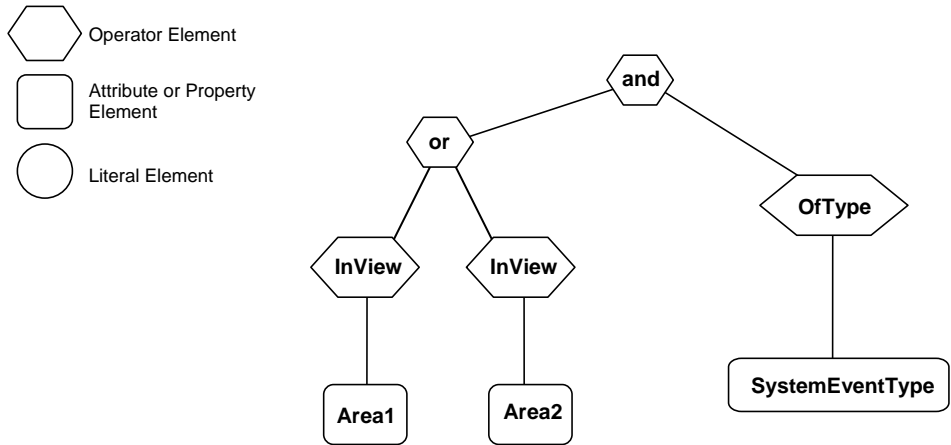 Operator Element
Attribute or Property
Element
Literal Element
and
or
OfType
InView
InView
Area1
Area2
SystemEventType